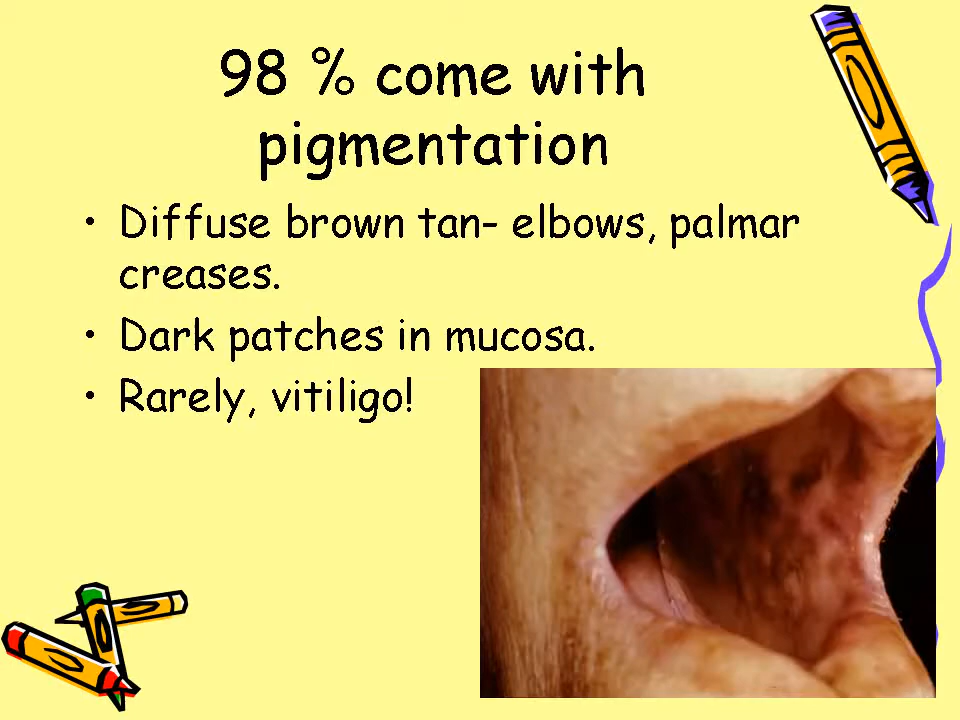 98 % come with
pigmentation
• Diffuse brown tan- elbows, palmar
creases.
• Dark patches in mucosa.
• Rarely, vitiligo!